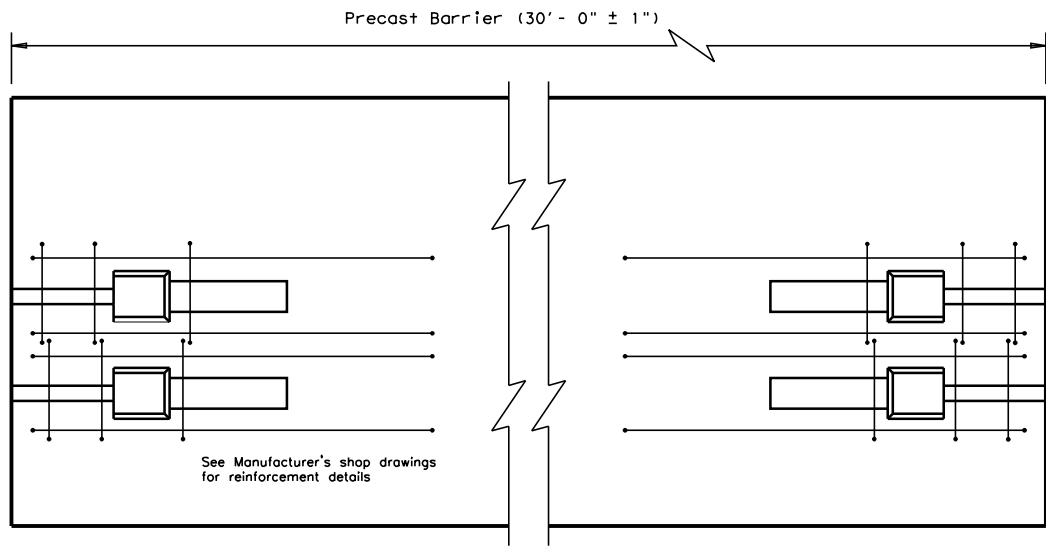 Precast Barrier (30'- 0" ± 1")
See Manufacturer's shop drawings
for reinforcement details